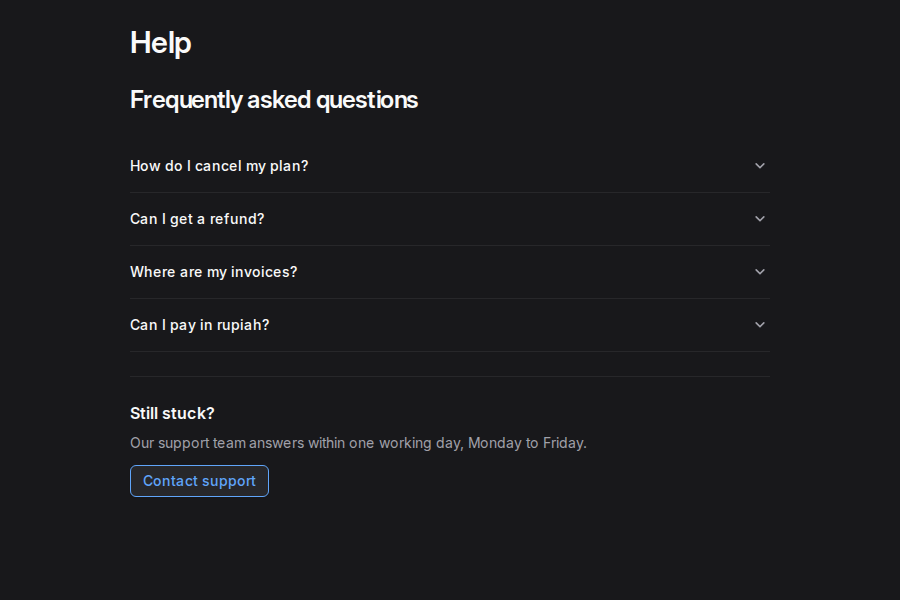 Help
Frequently asked questions
How do I cancel my plan?
Can I get a refund?
Where are my invoices?
Can I pay in rupiah?
Still stuck?
Our support team answers within one working day, Monday to Friday.
Contact support